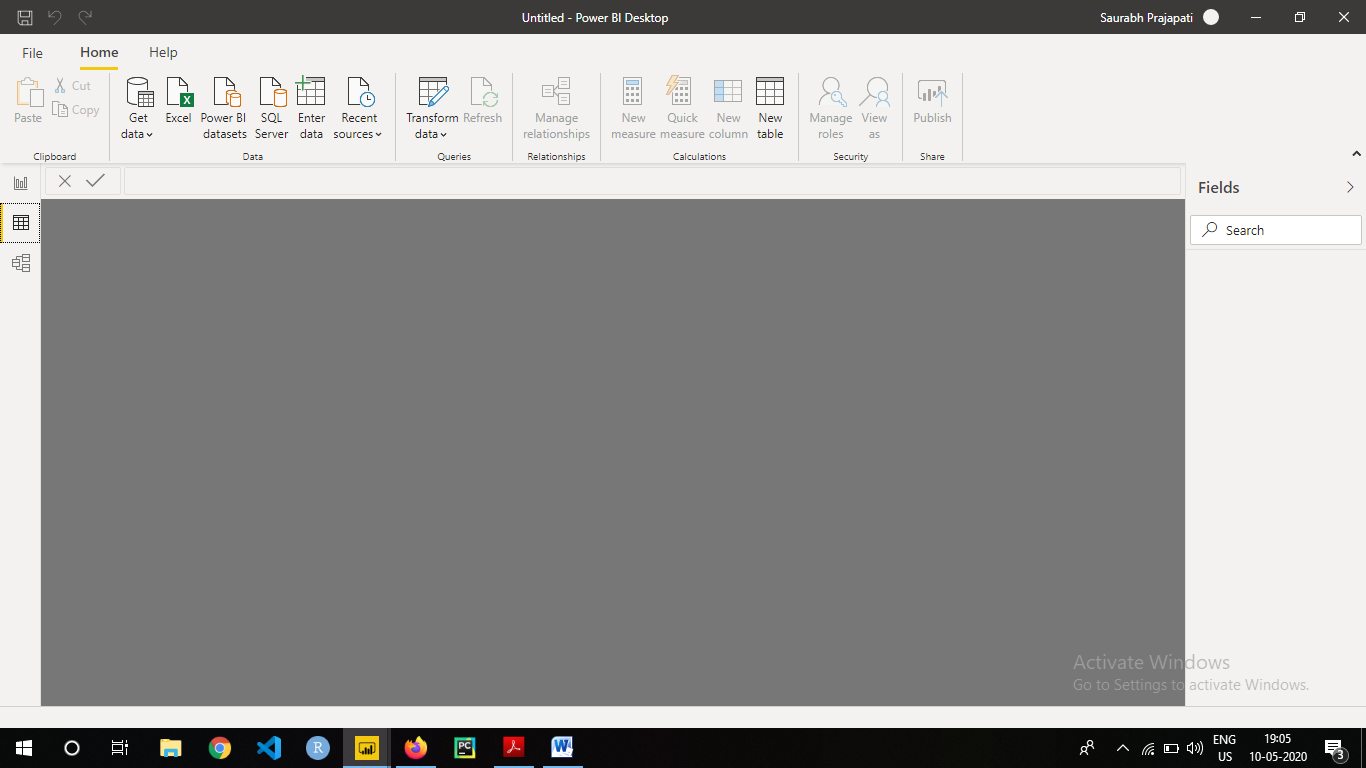 Untitled - Power BI Desktop
Saurabh Prajapati
File
Home
Help
Paste
Cut
Copy
Clipboard
Get data
Excel
Power BI datasets
SQL Server
Enter data
Recent sources
Data
Transform data
Refresh
Queries
Manage relationships
Relationships
New measure
Quick measure
New column
New table
Calculations
Manage roles
View as
Security
Publish
Share
Fields
Search
Activate Windows
Go to Settings to activate Windows.
X
R
PC
W
ENG
US
19:05
10-05-2020
3